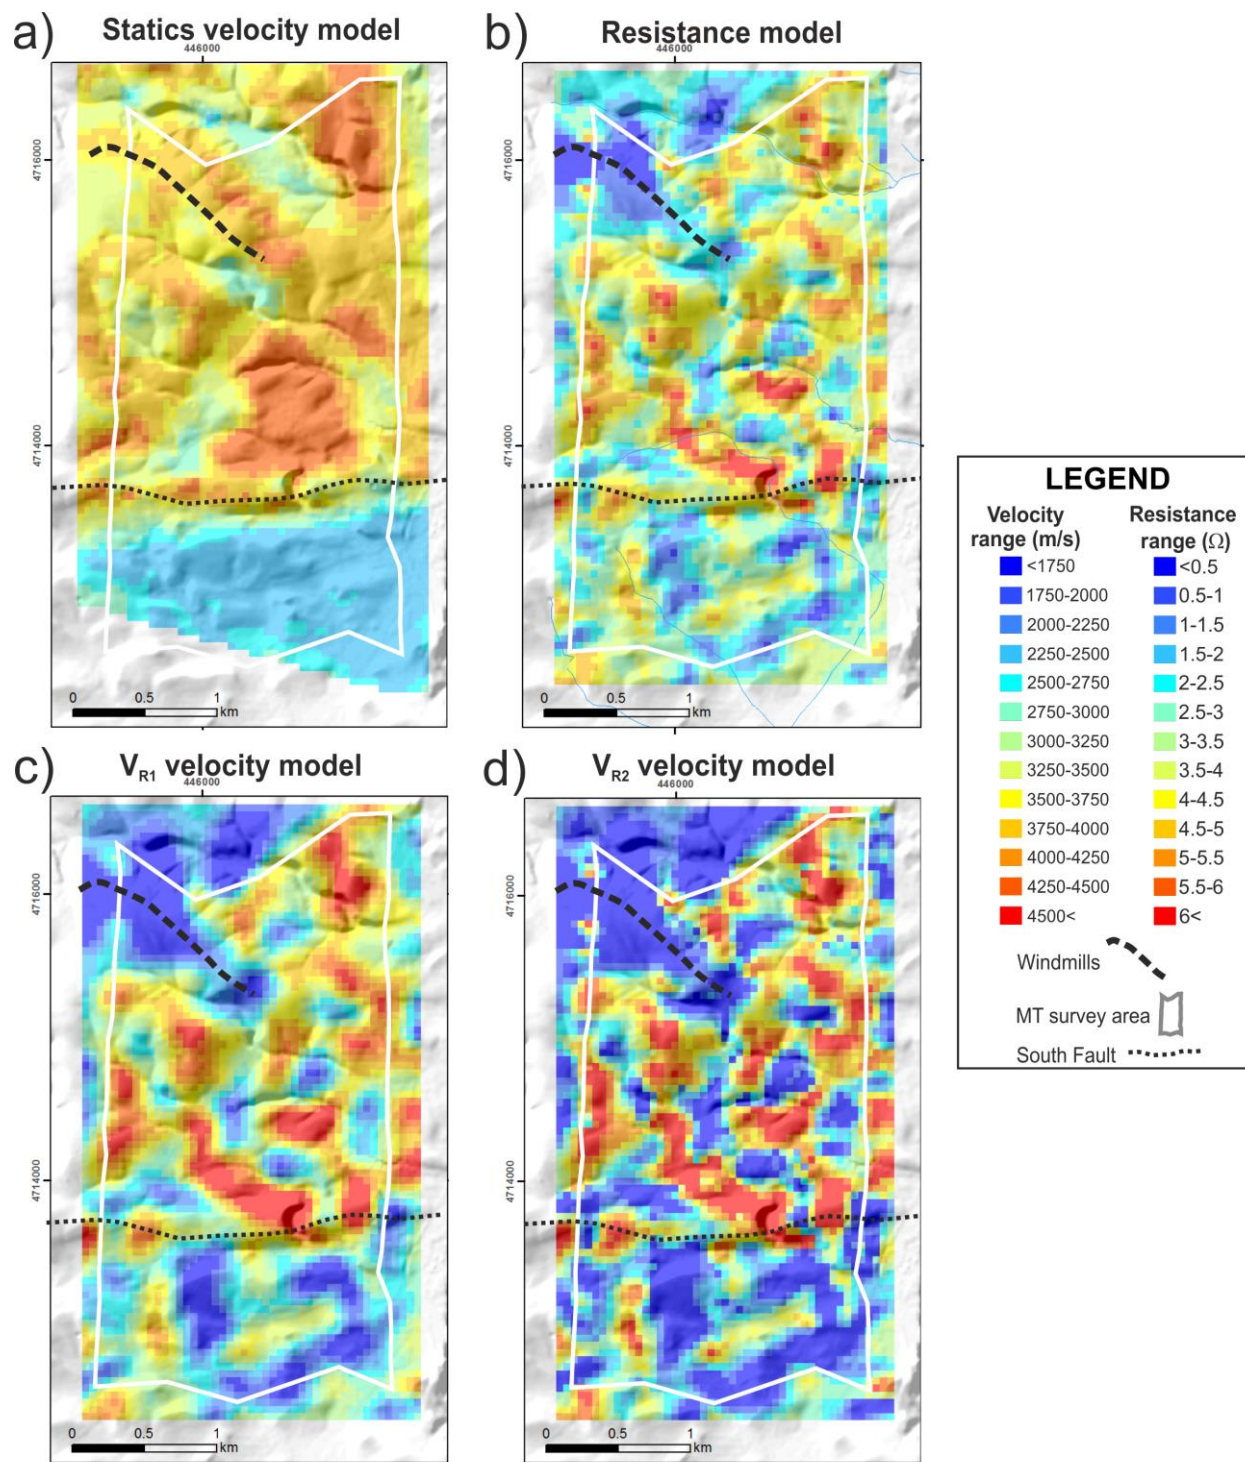 a) Statics velocity model
446000
4716000
4714000
0 0.5 1
km
b) Resistance model
446000
4716000
4714000
0 0.5 1
km
c) VR1 velocity model
446000
4716000
4714000
0 0.5 1
km
d) VR2 velocity model
446000
4716000
4714000
0 0.5 1
km
LEGEND
Velocity range (m/s) Resistance range (Ω)
<1750 <0.5
1750-2000 0.5-1
2000-2250 1-1.5
2250-2500 1.5-2
2500-2750 2-2.5
2750-3000 2.5-3
3000-3250 3-3.5
3250-3500 3.5-4
3500-3750 4-4.5
3750-4000 4.5-5
4000-4250 5-5.5
4250-4500 5.5-6
4500< 6<
Windmills
MT survey area
South Fault